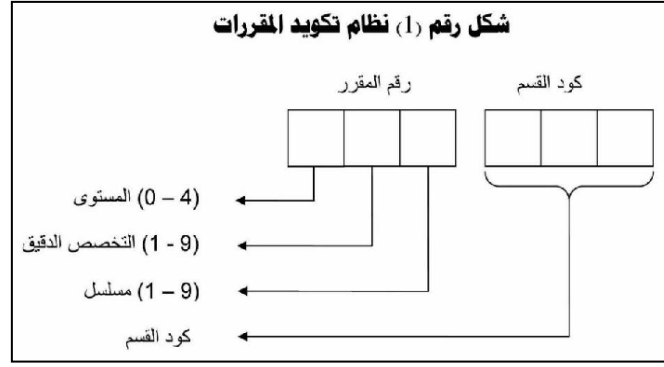 شكل رقم (1) نظام تكويد المقررات
كود القسم
رقم المقرر
(0 – 4) المستوى
(1 - 9) التخصص الدقيق
(1 – 9) مسلسل
كود القسم